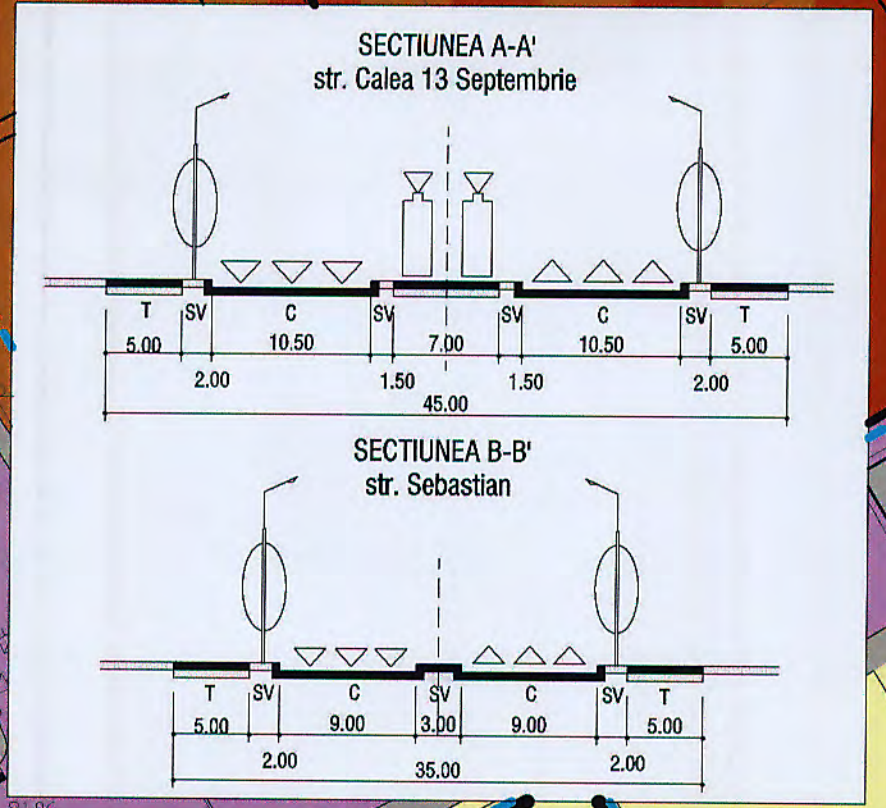 SECTIUNEA A-A'
str. Calea 13 Septembrie
T SV C SV SV C SV T
5.00 10.50 7.00 10.50 5.00
2.00 1.50 1.50 2.00
45.00
SECTIUNEA B-B'
str. Sebastian
T SV C SV C SV T
5.00 9.00 3.00 9.00 5.00
2.00 35.00 2.00